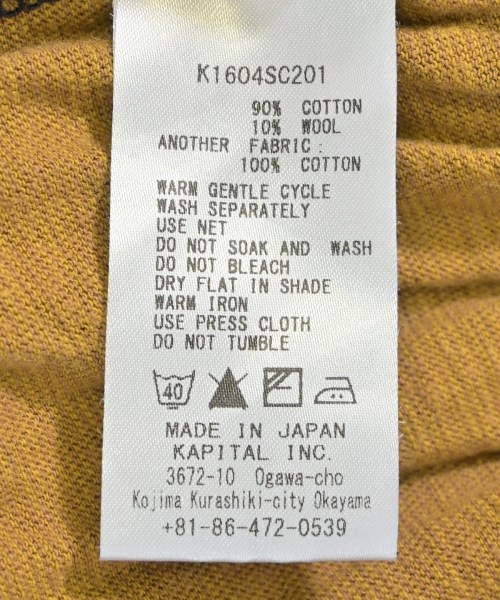 K1604SC201
90% COTTON
10% WOOL
ANOTHER FABRIC:
100% COTTON
WARM GENTLE CYCLE
WASH SEPARATELY
USE NET
DO NOT SOAK AND WASH
DO NOT BLEACH
DRY FLAT IN SHADE
WARM IRON
USE PRESS CLOTH
DO NOT TUMBLE
40
MADE IN JAPAN
KAPITAL INC.
3672-10 Ogawa-cho
Kojima Kurashiki-city Okayama
+81-86-472-0539